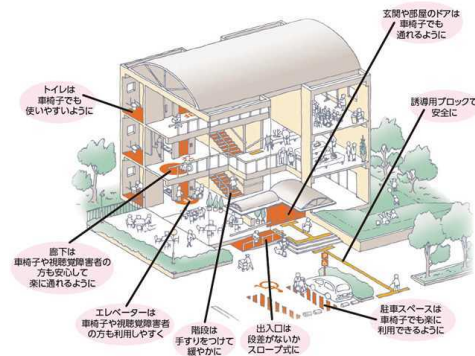 玄関や部屋のドアは
車椅子でも
通れるように
トイレは
車椅子でも
使いやすいように
誘導用ブロックで
安全に
廊下は
車椅子や視聴覚障害者の
方も安心して
楽に通れるように
エレベーターは
車椅子や視聴覚障害者
の方も利用しやすく
階段は
手すりをつけて
緩やかに
出入口は
段差がないか
スロープ式に
駐車スペースは
車椅子でも楽に
利用できるように